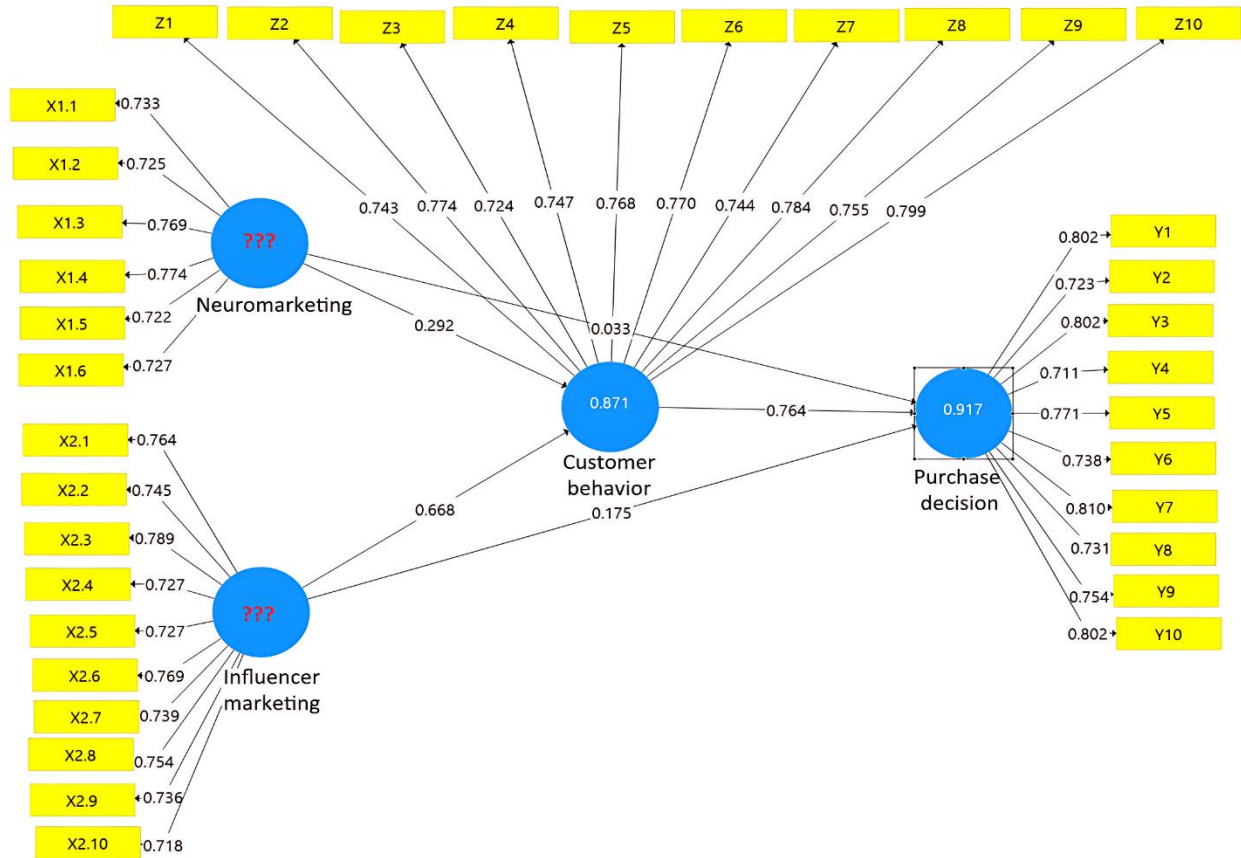 Z1
Z2
Z3
Z4
Z5
Z6
Z7
Z8
Z9
Z10
X1.1
0.733
X1.2
0.725
X1.3
0.769
X1.4
0.774
X1.5
0.722
X1.6
0.727
???
Neuromarketing
0.743
0.774
0.724
0.747
0.768
0.770
0.744
0.784
0.755
0.799
0.292
0.033
0.871
Customer
behavior
0.764
0.668
0.175
0.917
Purchase
decision
0.802
Y1
0.723
Y2
0.802
Y3
0.711
Y4
0.771
Y5
0.738
Y6
0.810
Y7
0.731
Y8
0.754
Y9
0.802
Y10
X2.1
0.764
X2.2
0.745
X2.3
0.789
X2.4
0.727
X2.5
0.727
X2.6
0.769
X2.7
0.739
X2.8
0.754
X2.9
0.736
X2.10
0.718
???
Influencer
marketing